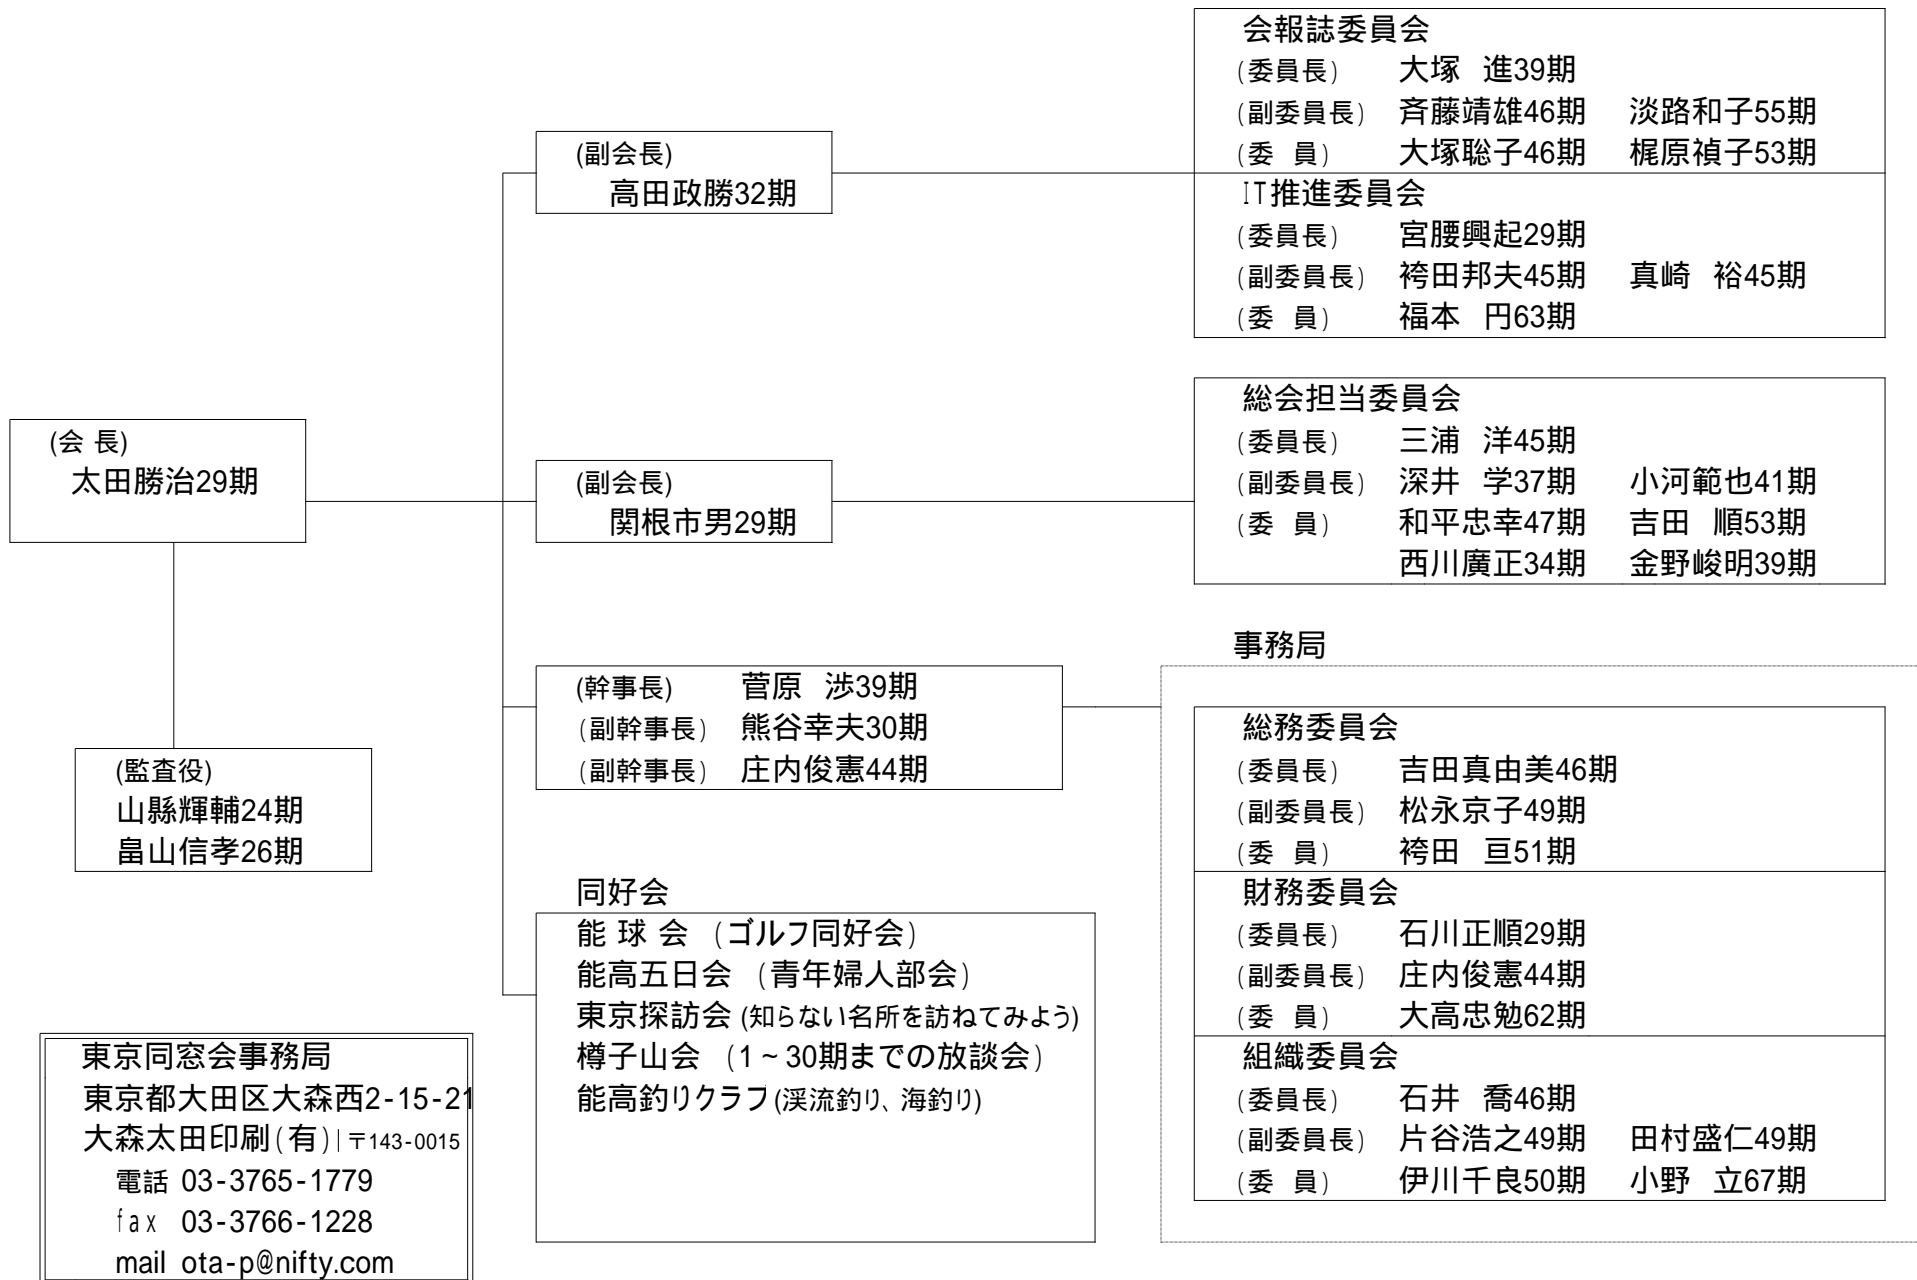 (会 長)
太田勝治29期
(監査役)
山縣輝輔24期
畠山信孝26期
東京同窓会事務局
東京都大田区大森西2-15-21
大森太田印刷(有)|〒143-0015
電話 03-3765-1779
fax 03-3766-1228
mail ota-p@nifty.com
(副会長)
高田政勝32期
(副会長)
関根市男29期
(幹事長) 菅原 渉39期
(副幹事長) 熊谷幸夫30期
(副幹事長) 庄内俊憲44期
同好会
能 球 会 (ゴルフ同好会)
能高五日会 (青年婦人部会)
東京探訪会 (知らない名所を訪ねてみよう)
樽子山会 (1~30期までの放談会)
能高釣りクラブ (渓流釣り、海釣り)
会報誌委員会
(委員長) 大塚 進39期
(副委員長) 斉藤靖雄46期 淡路和子55期
(委 員) 大塚聡子46期 梶原禎子53期
IT推進委員会
(委員長) 宮腰興起29期
(副委員長) 袴田邦夫45期 真崎 裕45期
(委 員) 福本 円63期
総会担当委員会
(委員長) 三浦 洋45期
(副委員長) 深井 学37期 小河範也41期
(委 員) 和平忠幸47期 吉田 順53期
西川廣正34期 金野峻明39期
事務局
総務委員会
(委員長) 吉田真由美46期
(副委員長) 松永京子49期
(委 員) 袴田 亘51期
財務委員会
(委員長) 石川正順29期
(副委員長) 庄内俊憲44期
(委 員) 大高忠勉62期
組織委員会
(委員長) 石井 喬46期
(副委員長) 片谷浩之49期 田村盛仁49期
(委 員) 伊川千良50期 小野 立67期